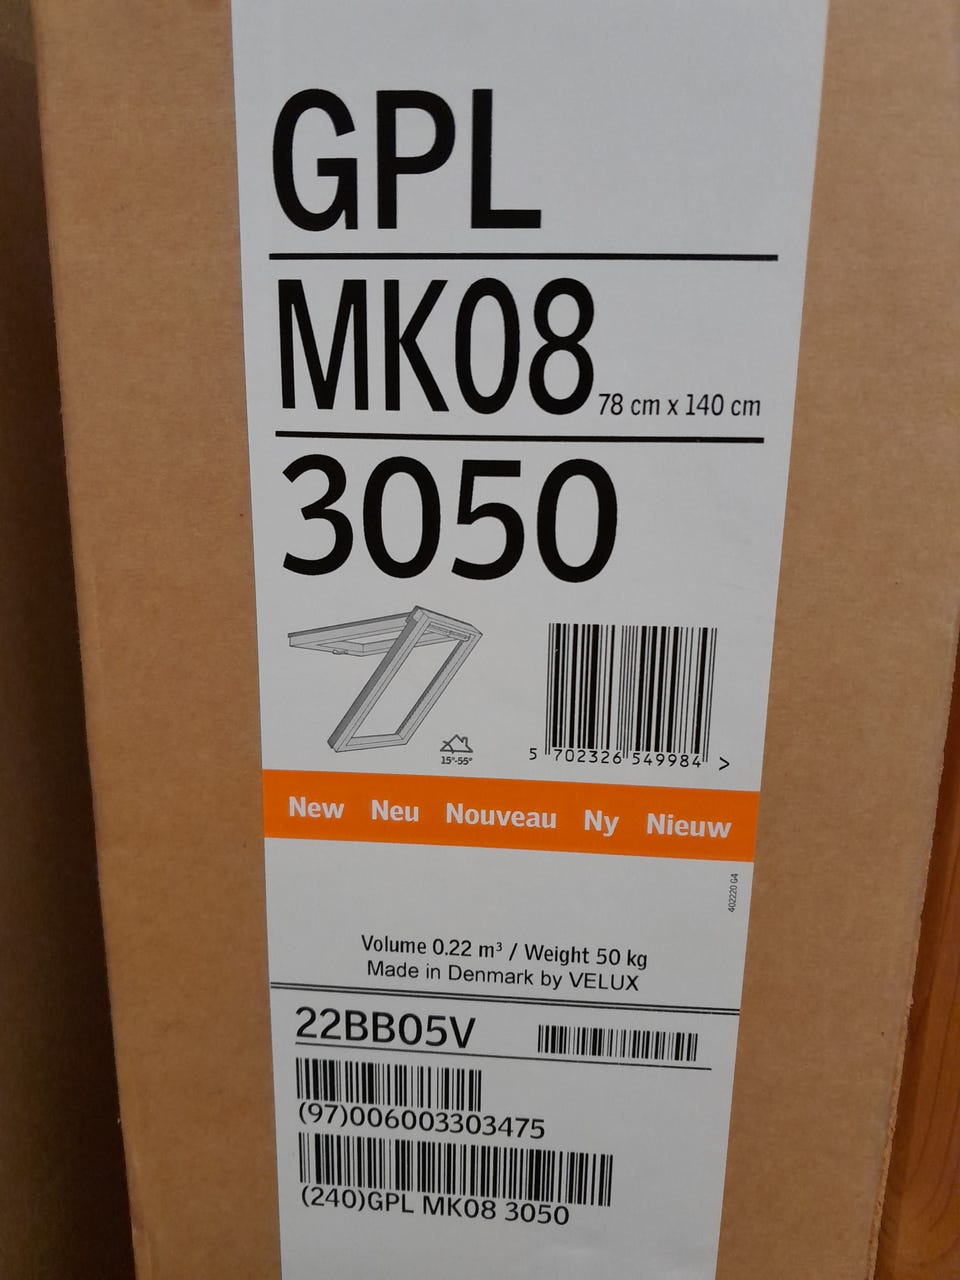 GPL
MK08 78 cm x 140 cm
3050
15°-55°
5 702326 549984 >
New Neu Nouveau Ny Nieuw
402220 G4
Volume 0.22 m³ / Weight 50 kg
Made in Denmark by VELUX
22BB05V
(97)006003303475
(240)GPL MK08 3050